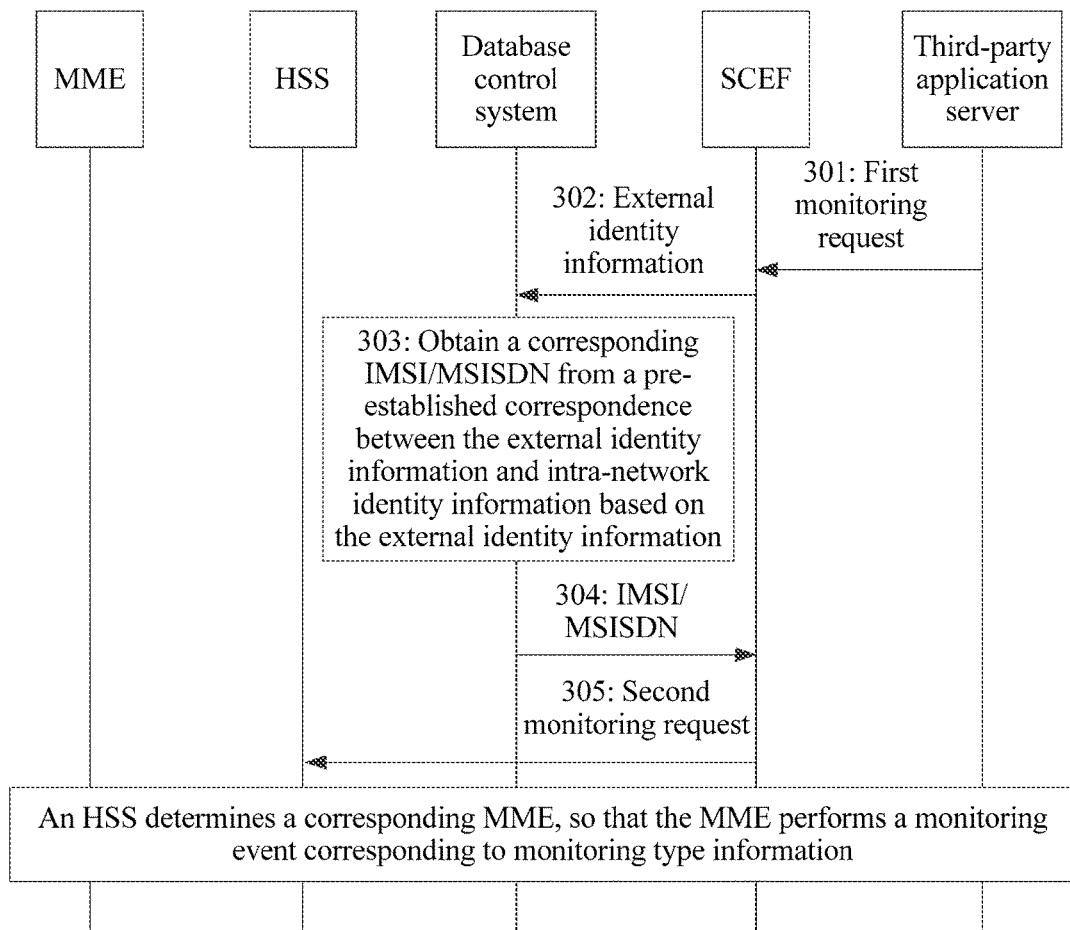 MME
HSS
Database
control
system
SCEF
Third-party
application
server
301: First
monitoring
request
302: External
identity
information
303: Obtain a corresponding
IMSI/MSISDN from a pre-
established correspondence
between the external identity
information and intra-network
identity information based on
the external identity information
304: IMSI/
MSISDN
305: Second
monitoring request
An HSS determines a corresponding MME, so that the MME performs a monitoring
event corresponding to monitoring type information